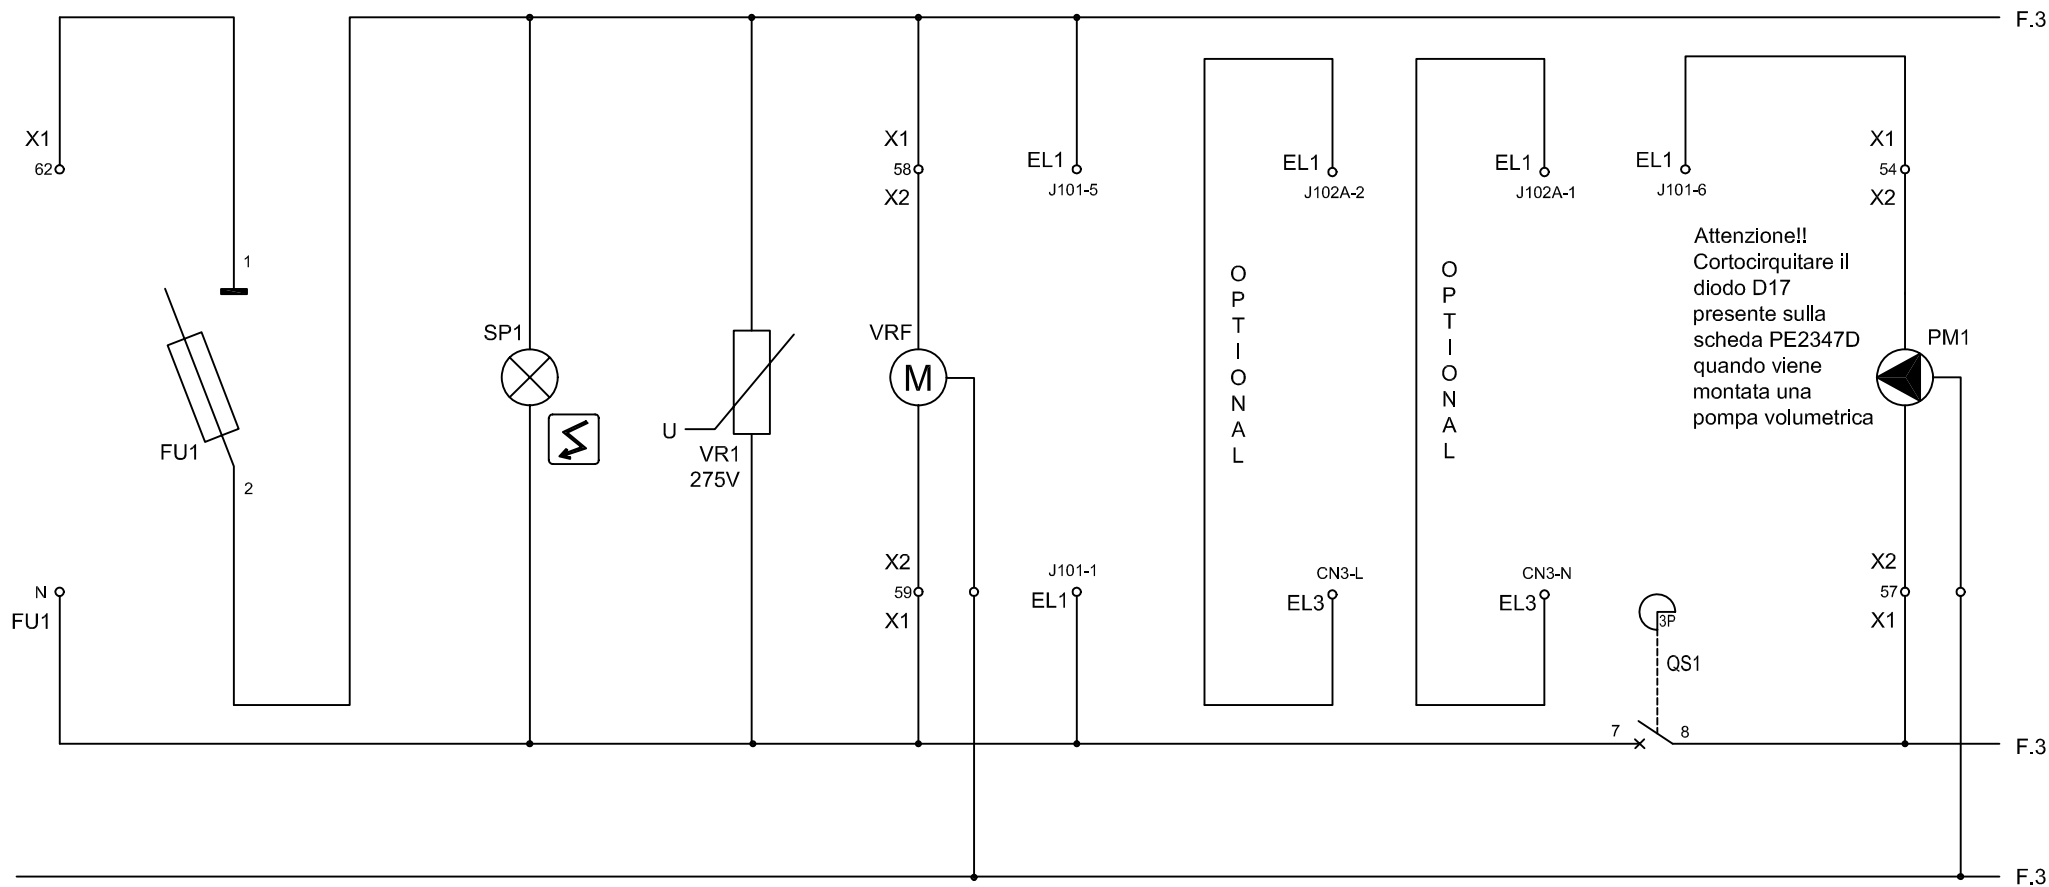 F.3
X1
62
X1
58
X2
EL1
J101-5
EL1
J102A-2
EL1
J102A-1
EL1
J101-6
X1
54
X2
Attenzione!!
Cortocirquitare il
diodo D17
presente sulla
scheda PE2347D
quando viene
montata una
pompa volumetrica
1
OPTIONAL
OPTIONAL
SP1
VRF
M
PM1
FU1
2
U
VR1
275V
N
FU1
X2
59
X1
J101-1
EL1
CN3-L
EL3
CN3-N
EL3
3P
QS1
X2
57
X1
7
8
F.3
F.3